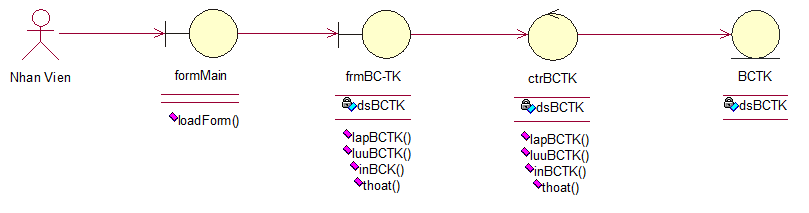 Nhan Vien
formMain
loadForm()
frmBC-TK
dsBCTK
lapBCTK()
luuBCTK()
inBCK()
thoat()
ctrBCTK
dsBCTK
lapBCTK()
luuBCTK()
inBCTK()
thoat()
BCTK
dsBCTK